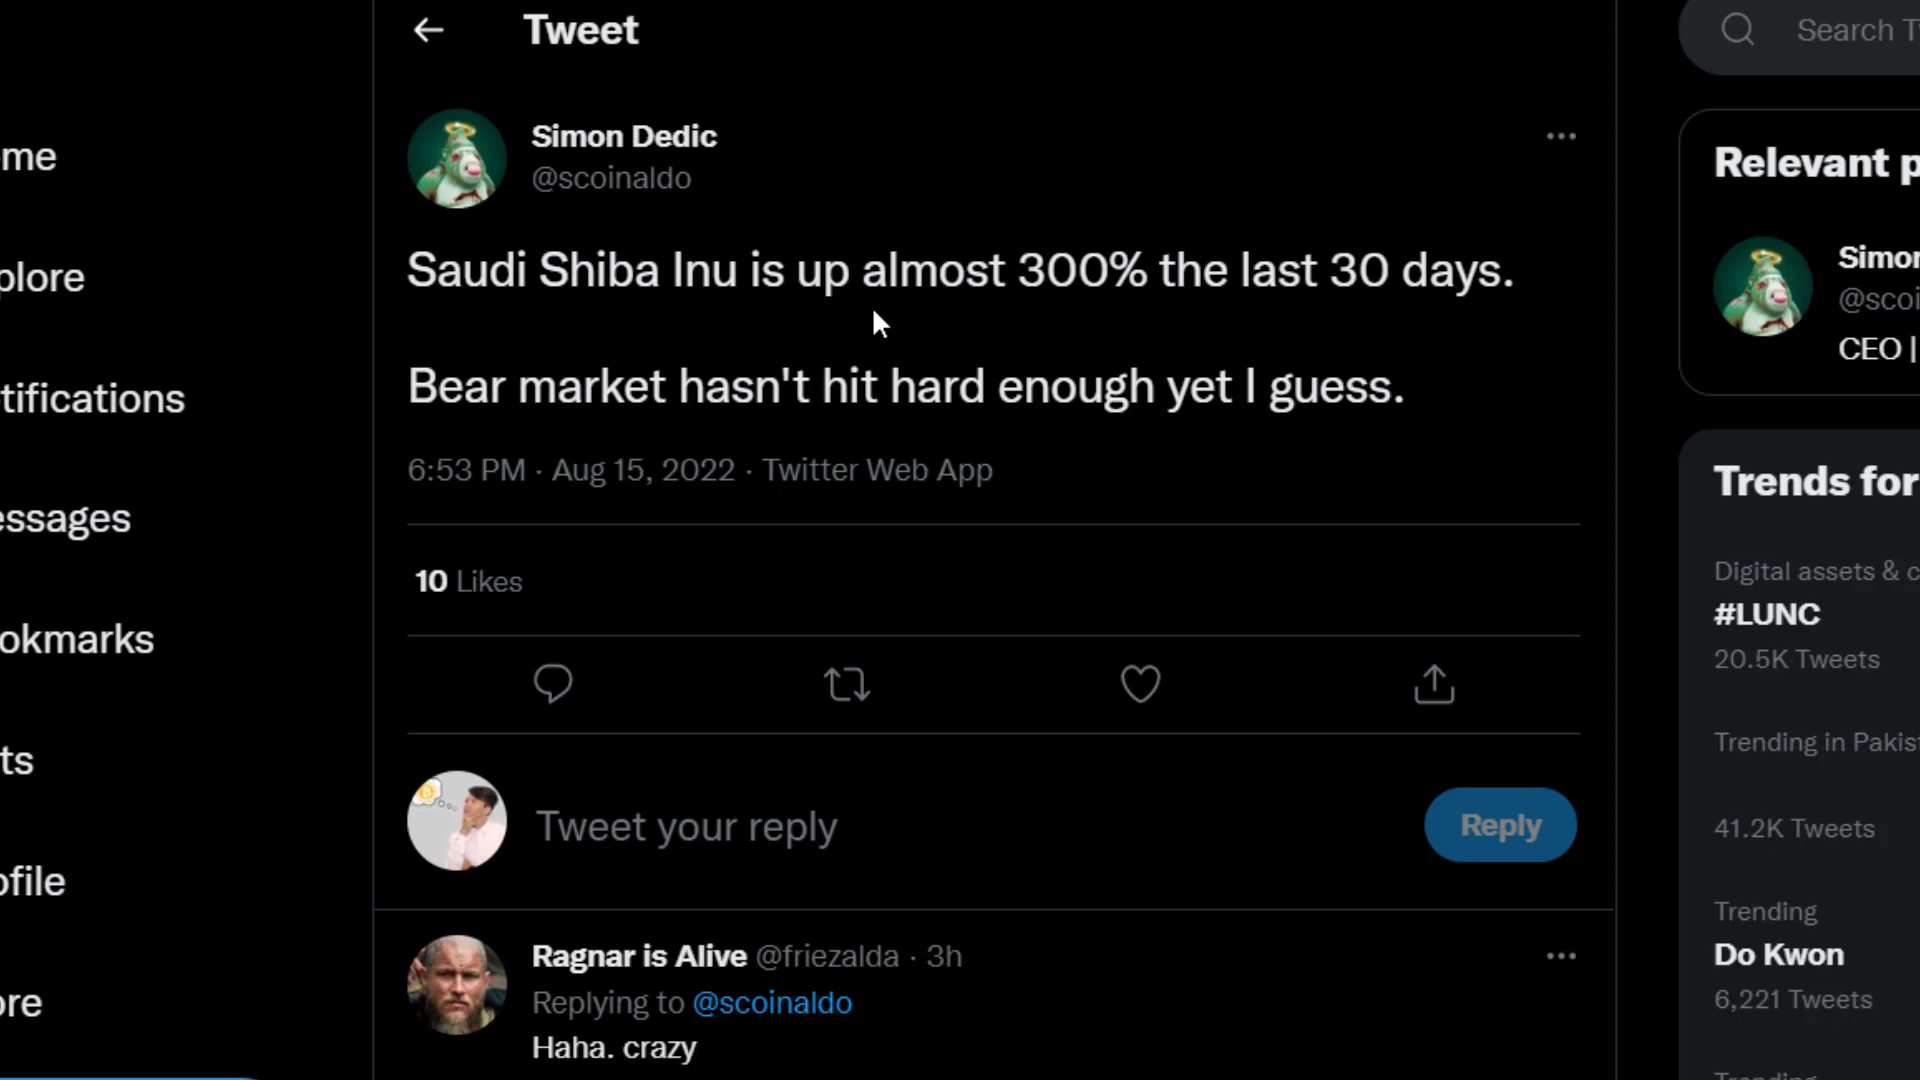 Tweet
Search T
Simon Dedic
@scoinaldo
Saudi Shiba Inu is up almost 300% the last 30 days.
Bear market hasn't hit hard enough yet I guess.
6:53 PM · Aug 15, 2022 · Twitter Web App
10 Likes
Tweet your reply
Reply
Ragnar is Alive @friezalda · 3h
Replying to @scoinaldo
Haha. crazy
ome
plore
tifications
essages
okmarks
ts
ofile
ore
Relevant p
Simon
@scoi
CEO |
Trends for
Digital assets & c
#LUNC
20.5K Tweets
Trending in Pakist
41.2K Tweets
Trending
Do Kwon
6,221 Tweets
Trending